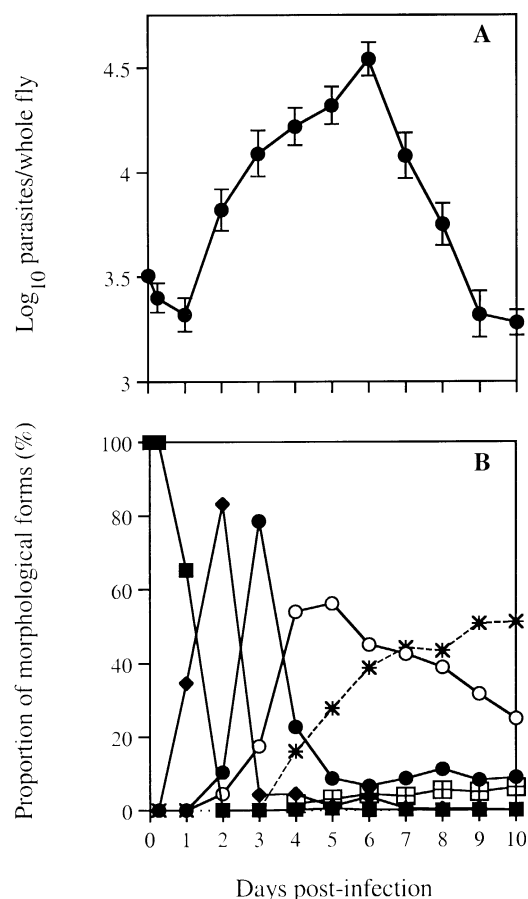 A
4.5
4
3.5
3
Log10 parasites/whole fly
B
100
80
60
40
20
0
Proportion of morphological forms (%)
0 1 2 3 4 5 6 7 8 9 10
Days post-infection